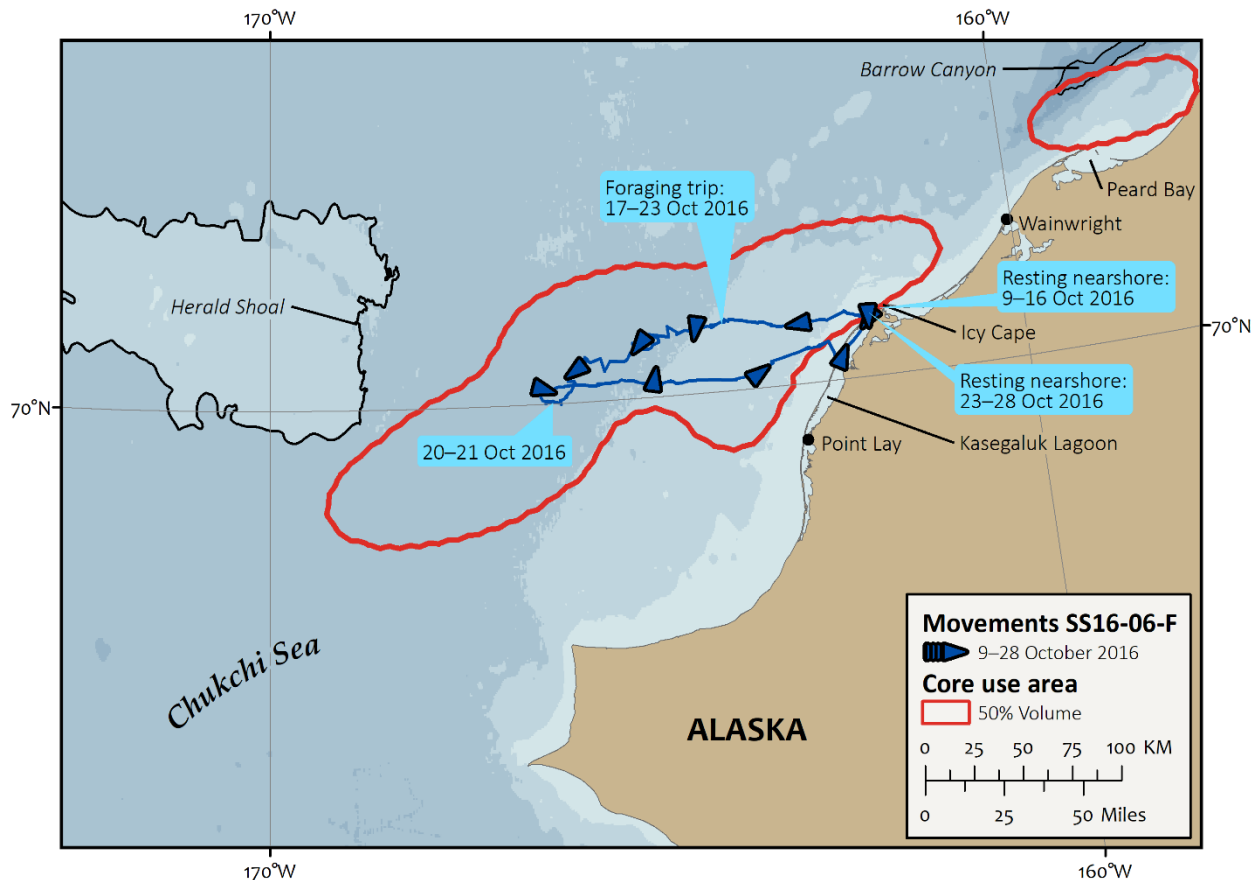 170°W
160°W
Barrow Canyon
Peard Bay
Foraging trip:
17–23 Oct 2016
Wainwright
Resting nearshore:
9–16 Oct 2016
Herald Shoal
Icy Cape
70°N
Resting nearshore:
23–28 Oct 2016
70°N
20–21 Oct 2016
Point Lay
Kasegaluk Lagoon
Chukchi Sea
ALASKA
Movements SS16-06-F
9–28 October 2016
Core use area
50% Volume
0 25 50 75 100 KM
0 25 50 Miles
170°W
160°W